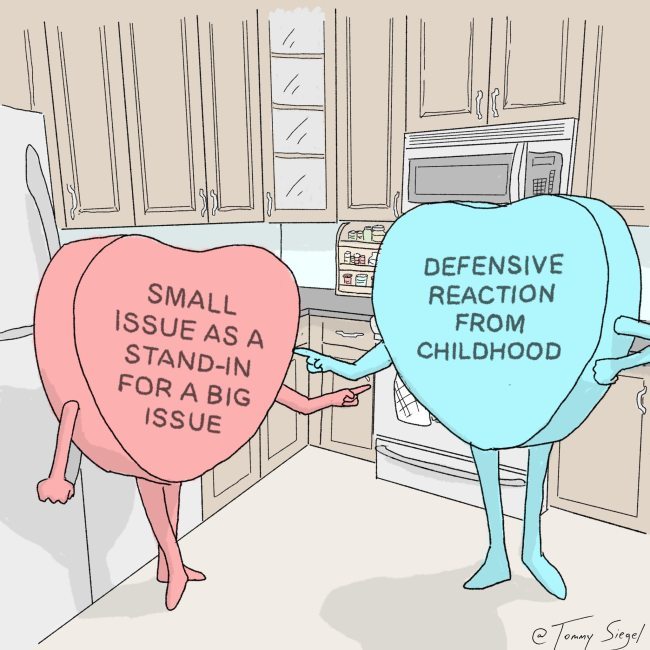 SMALL
ISSUE AS A
STAND-IN
FOR A BIG
ISSUE
DEFENSIVE
REACTION
FROM
CHILDHOOD
@Tommy Siegel